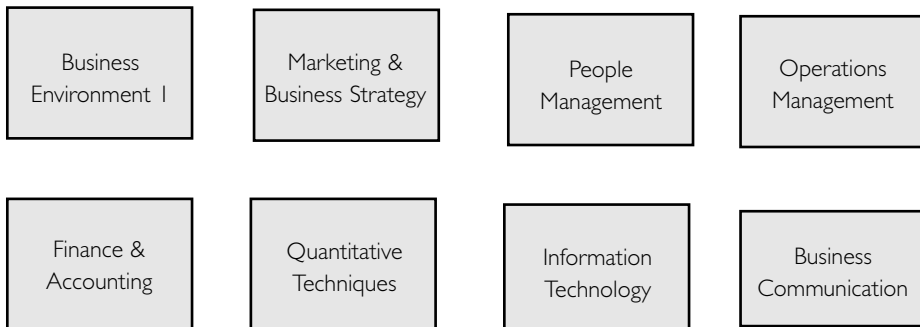 Business
Environment 1
Marketing &
Business Strategy
People
Management
Operations
Management
Finance &
Accounting
Quantitative
Techniques
Information
Technology
Business
Communication